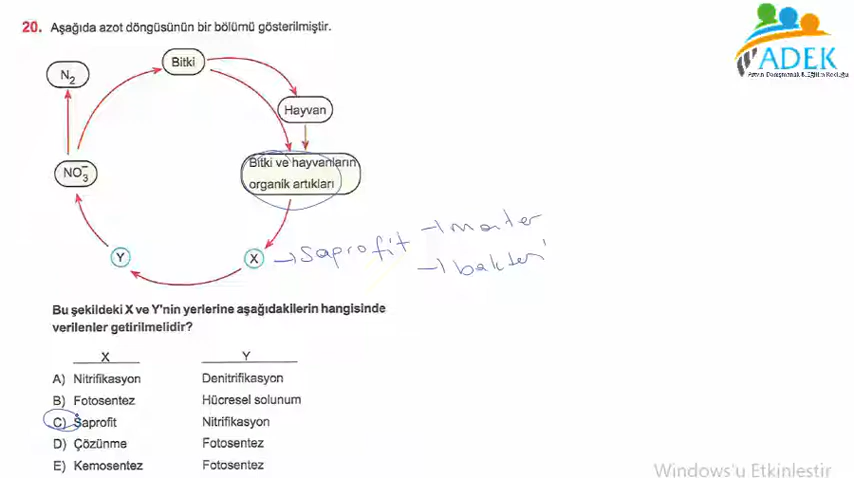 20. Aşağıda azot döngüsünün bir bölümü gösterilmiştir.
ADEK
N2
Bitki
Hayvan
NO3-
Bitki ve hayvanların
organik artıkları
Y
X → Saprofit → manter
→ bakteri
Bu şekildeki X ve Y'nin yerlerine aşağıdakilerin hangisinde
verilenler getirilmelidir?
X Y
A) Nitrifikasyon Denitrifikasyon
B) Fotosentez Hücresel solunum
C) Saprofit Nitrifikasyon
D) Çözünme Fotosentez
E) Kemosentez Fotosentez
Windows'u Etkinleştir